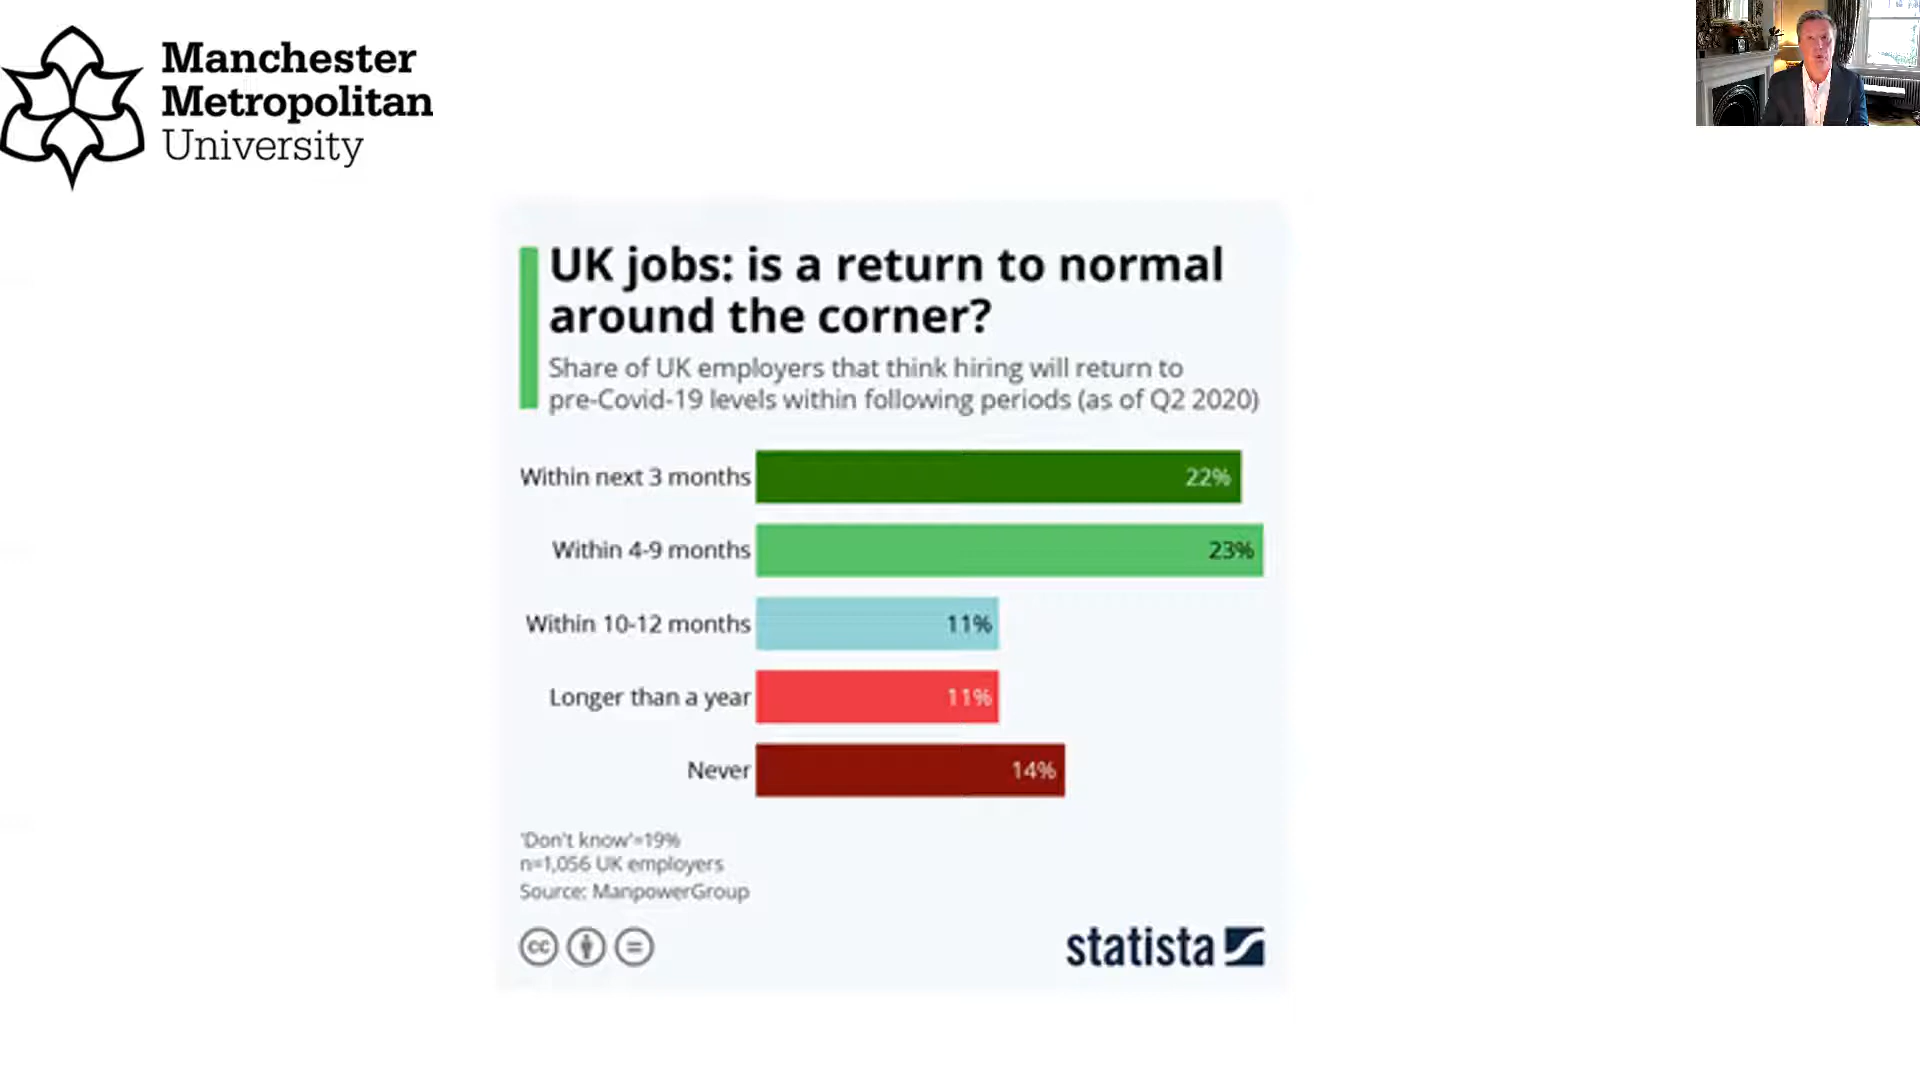 Manchester
Metropolitan
University
UK jobs: is a return to normal
around the corner?
Share of UK employers that think hiring will return to
pre-Covid-19 levels within following periods (as of Q2 2020)
Within next 3 months 22%
Within 4-9 months 23%
Within 10-12 months 11%
Longer than a year 11%
Never 14%
'Don't know'=19%
n=1,056 UK employers
Source: ManpowerGroup
cc =
statista